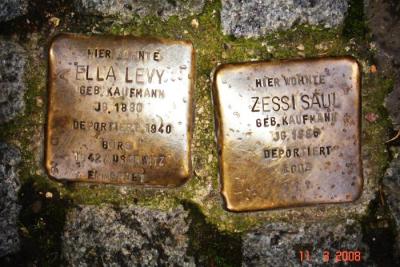 HIER WOHNTE
ELLA LEVY
GEB. KAUFMANN
JG. 1880
DEPORTIERT 1940
HIER WOHNTE
ZESSI SAUL
GEB. KAUFMANN
JG.
DEPORTIERT
11 3 2008